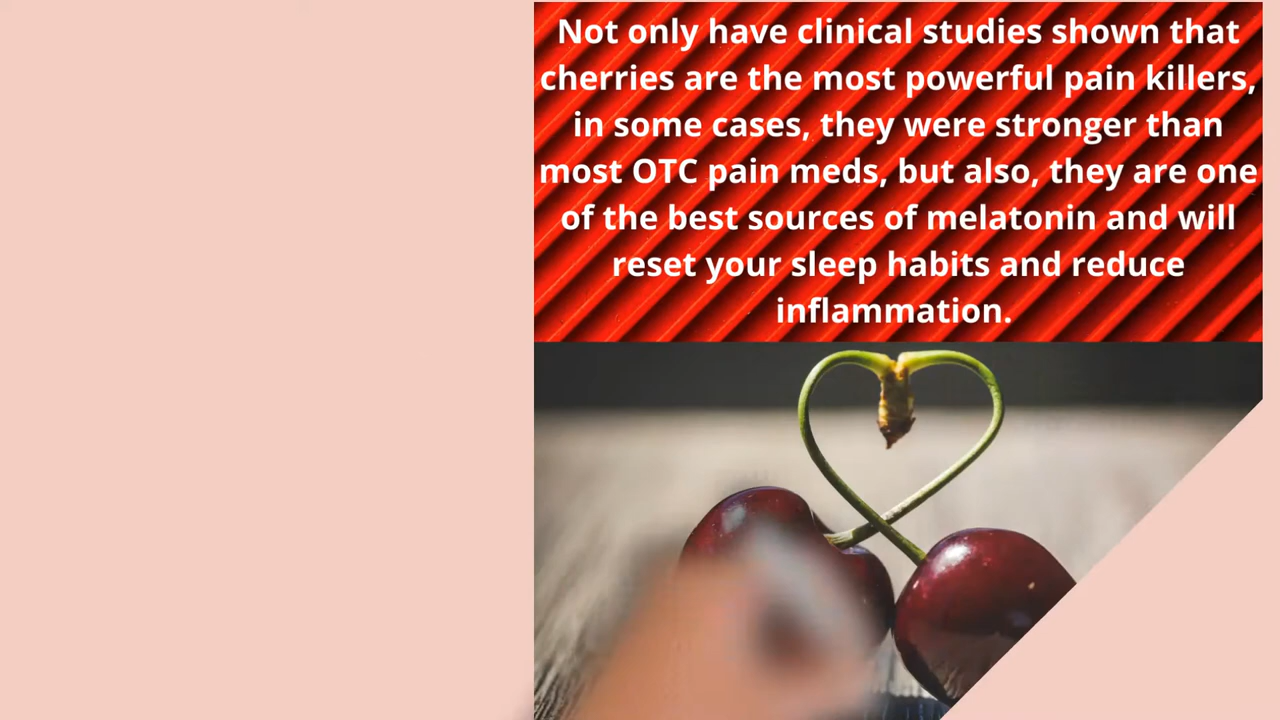 Not only have clinical studies shown that
cherries are the most powerful pain killers,
in some cases, they were stronger than
most OTC pain meds, but also, they are one
of the best sources of melatonin and will
reset your sleep habits and reduce
inflammation.